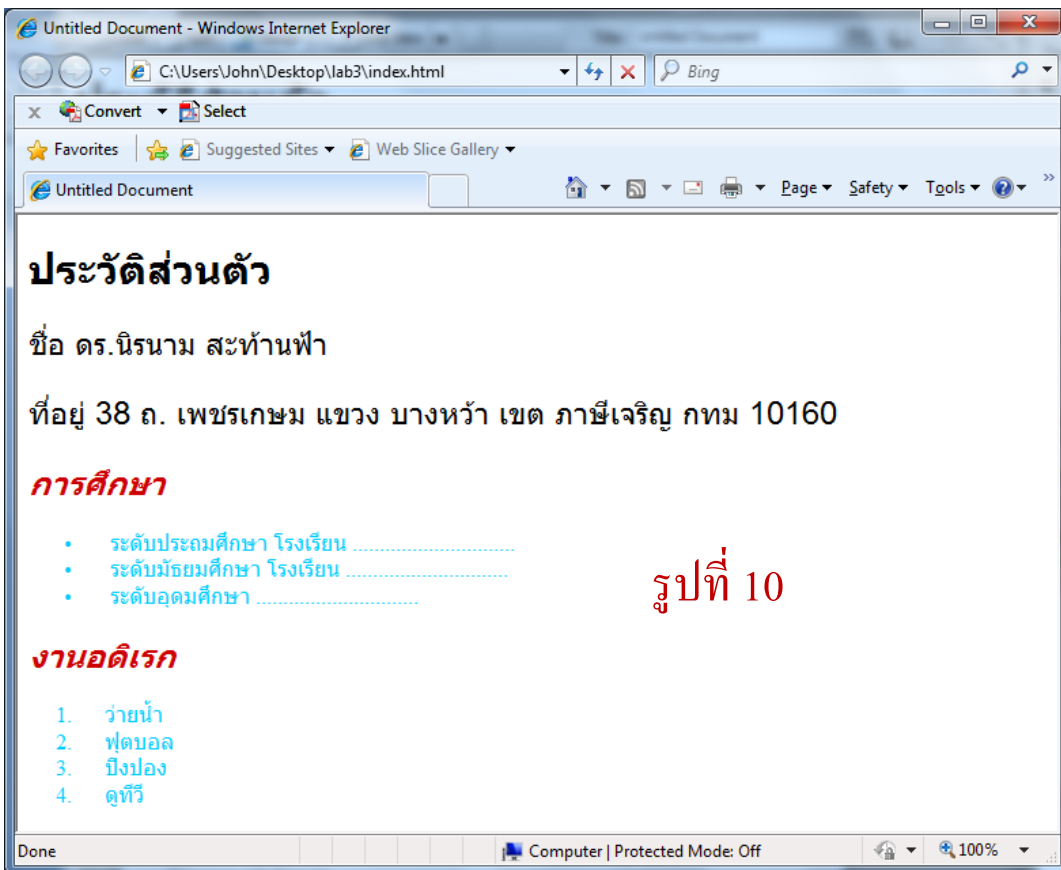 Untitled Document - Windows Internet Explorer
C:\Users\John\Desktop\lab3\index.html
Bing
x Convert Select
Favorites Suggested Sites Web Slice Gallery
Untitled Document Page Safety Tools »
ประวัติส่วนตัว
ชื่อ ดร.นิรนาม สะท้านฟ้า
ที่อยู่ 38 ถ. เพชรเกษม แขวง บางหว้า เขต ภาษีเจริญ กทม 10160
การศึกษา
• ระดับประถมศึกษา โรงเรียน ..............................
• ระดับมัธยมศึกษา โรงเรียน ..............................
• ระดับอุดมศึกษา ..............................
รูปที่ 10
งานอดิเรก
1. ว่ายน้ำ
2. ฟุตบอล
3. ปิงปอง
4. ดูทีวี
Done Computer | Protected Mode: Off 100%